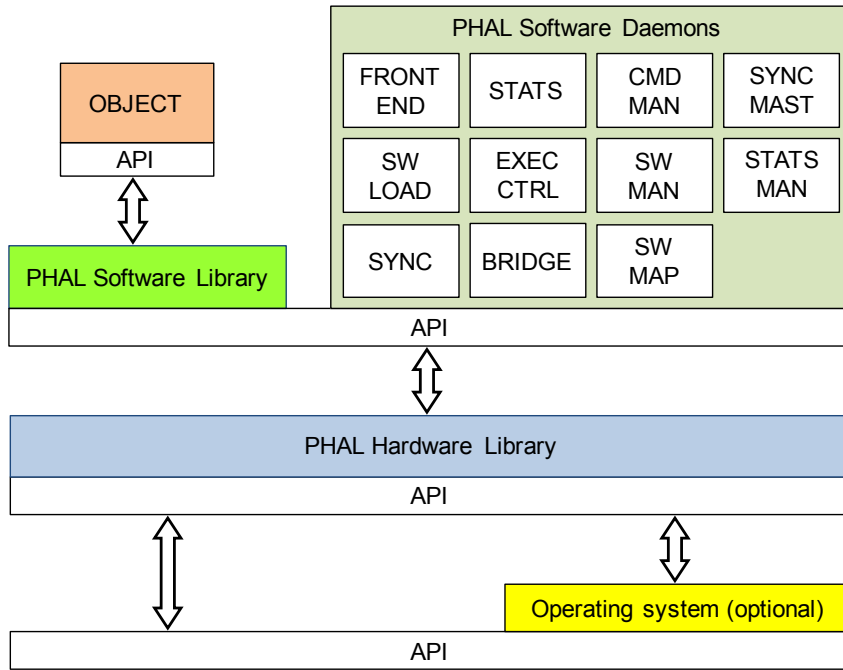 PHAL Software Daemons
OBJECT
API
FRONT
END
STATS
CMD
MAN
SYNC
MAST
SW
LOAD
EXEC
CTRL
SW
MAN
STATS
MAN
SYNC
BRIDGE
SW
MAP
PHAL Software Library
API
PHAL Hardware Library
API
Operating system (optional)
API